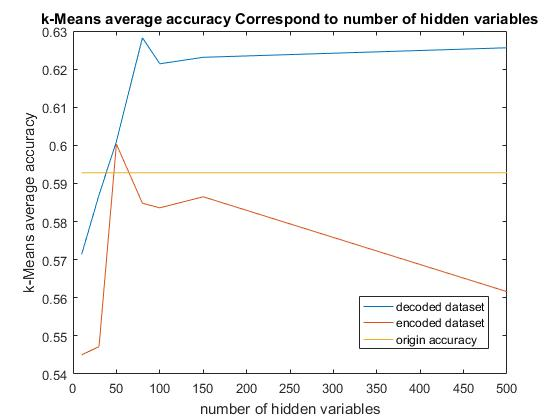 k-Means average accuracy Correspond to number of hidden variables
0.63
0.62
0.61
0.6
0.59
0.58
0.57
0.56
0.55
0.54
k-Means average accuracy
decoded dataset
encoded dataset
origin accuracy
0 50 100 150 200 250 300 350 400 450 500
number of hidden variables